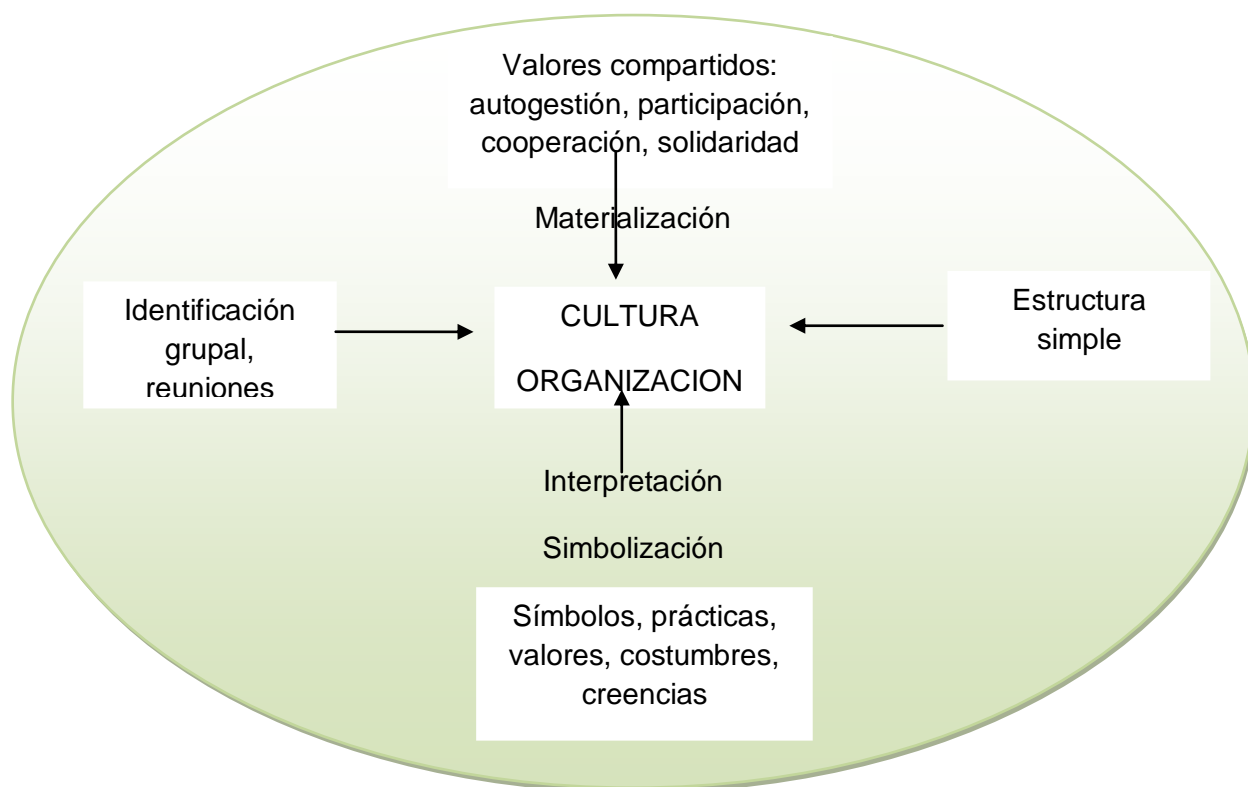 Valores compartidos:
autogestión, participación,
cooperación, solidaridad
Materialización
Identificación
grupal,
reuniones
CULTURA
ORGANIZACION
Estructura
simple
Interpretación
Simbolización
Símbolos, prácticas,
valores, costumbres,
creencias